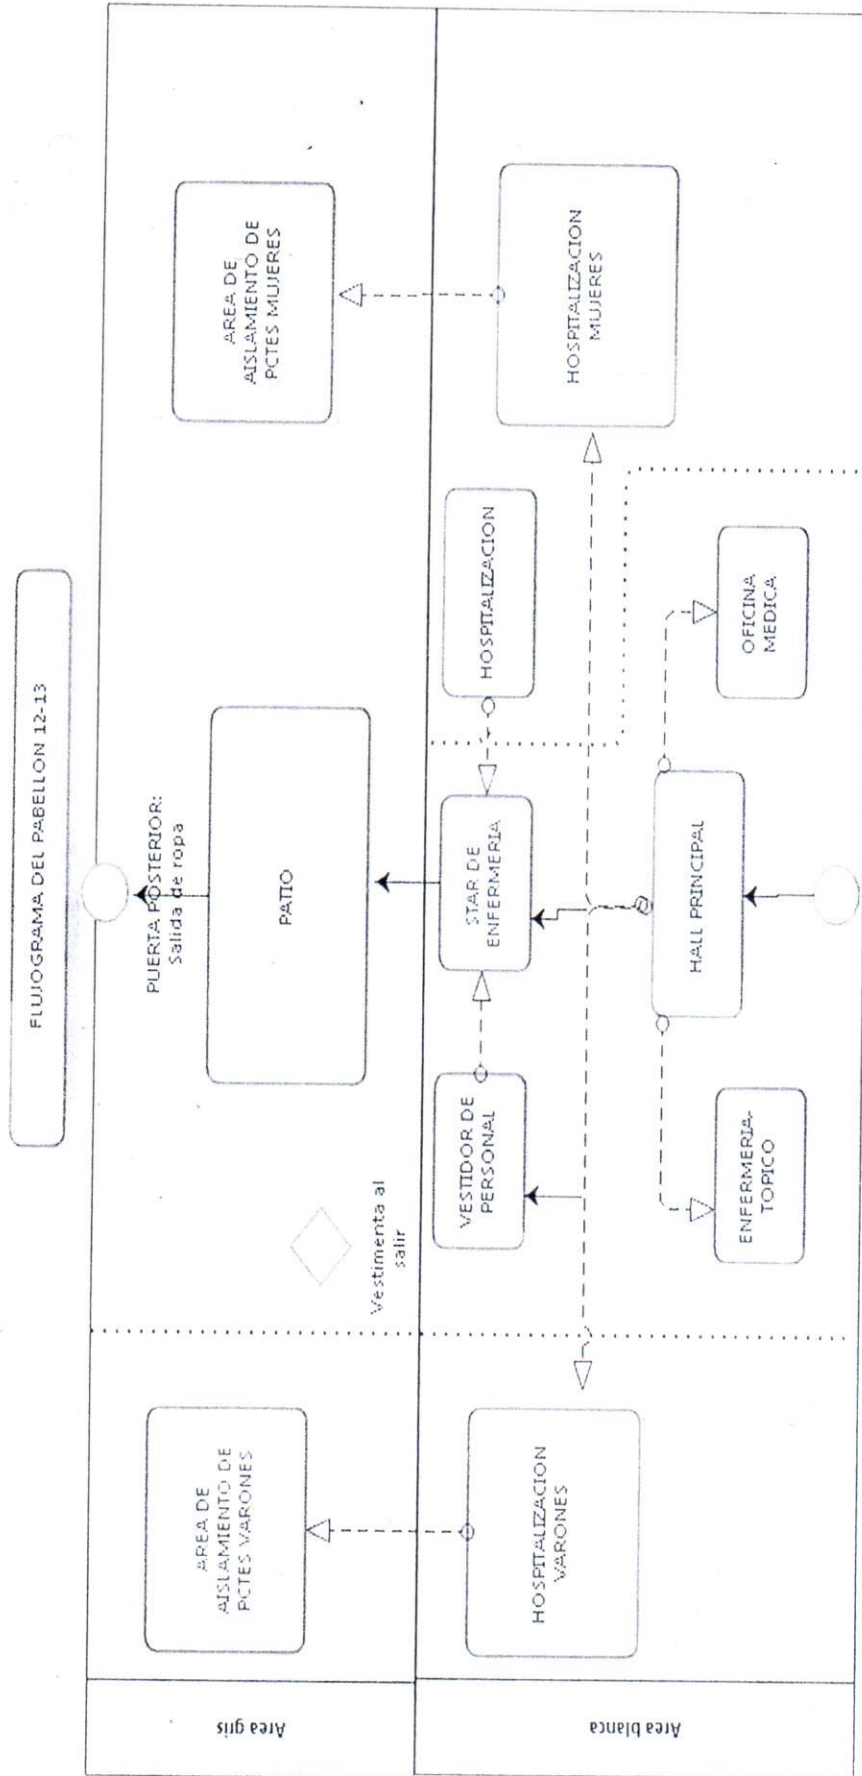 FLUJOGRAMA DEL PABELLON 12-13
Area gris
AREA DE
AISLAMIENTO DE
PCTES VARONES
PUERTA POSTERIOR:
Salida de ropa
PATIO
Vestimenta al
salir
AREA DE
AISLAMIENTO DE
PCTES MUJERES
Area blanca
HOSPITALIZACION
VARONES
VESTIDOR DE
PERSONAL
STAR DE
ENFERMERIA
HOSPITALIZACION
HOSPITALIZACION
MUJERES
ENFERMERIA-
TOPICO
HALL PRINCIPAL
OFICINA
MEDICA